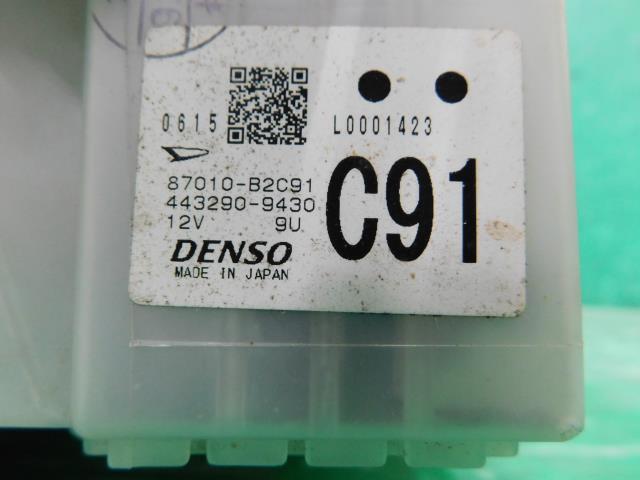 0615 L0001423
87010-B2C91
443290-9430
12V 9U
C91
DENSO
MADE IN JAPAN